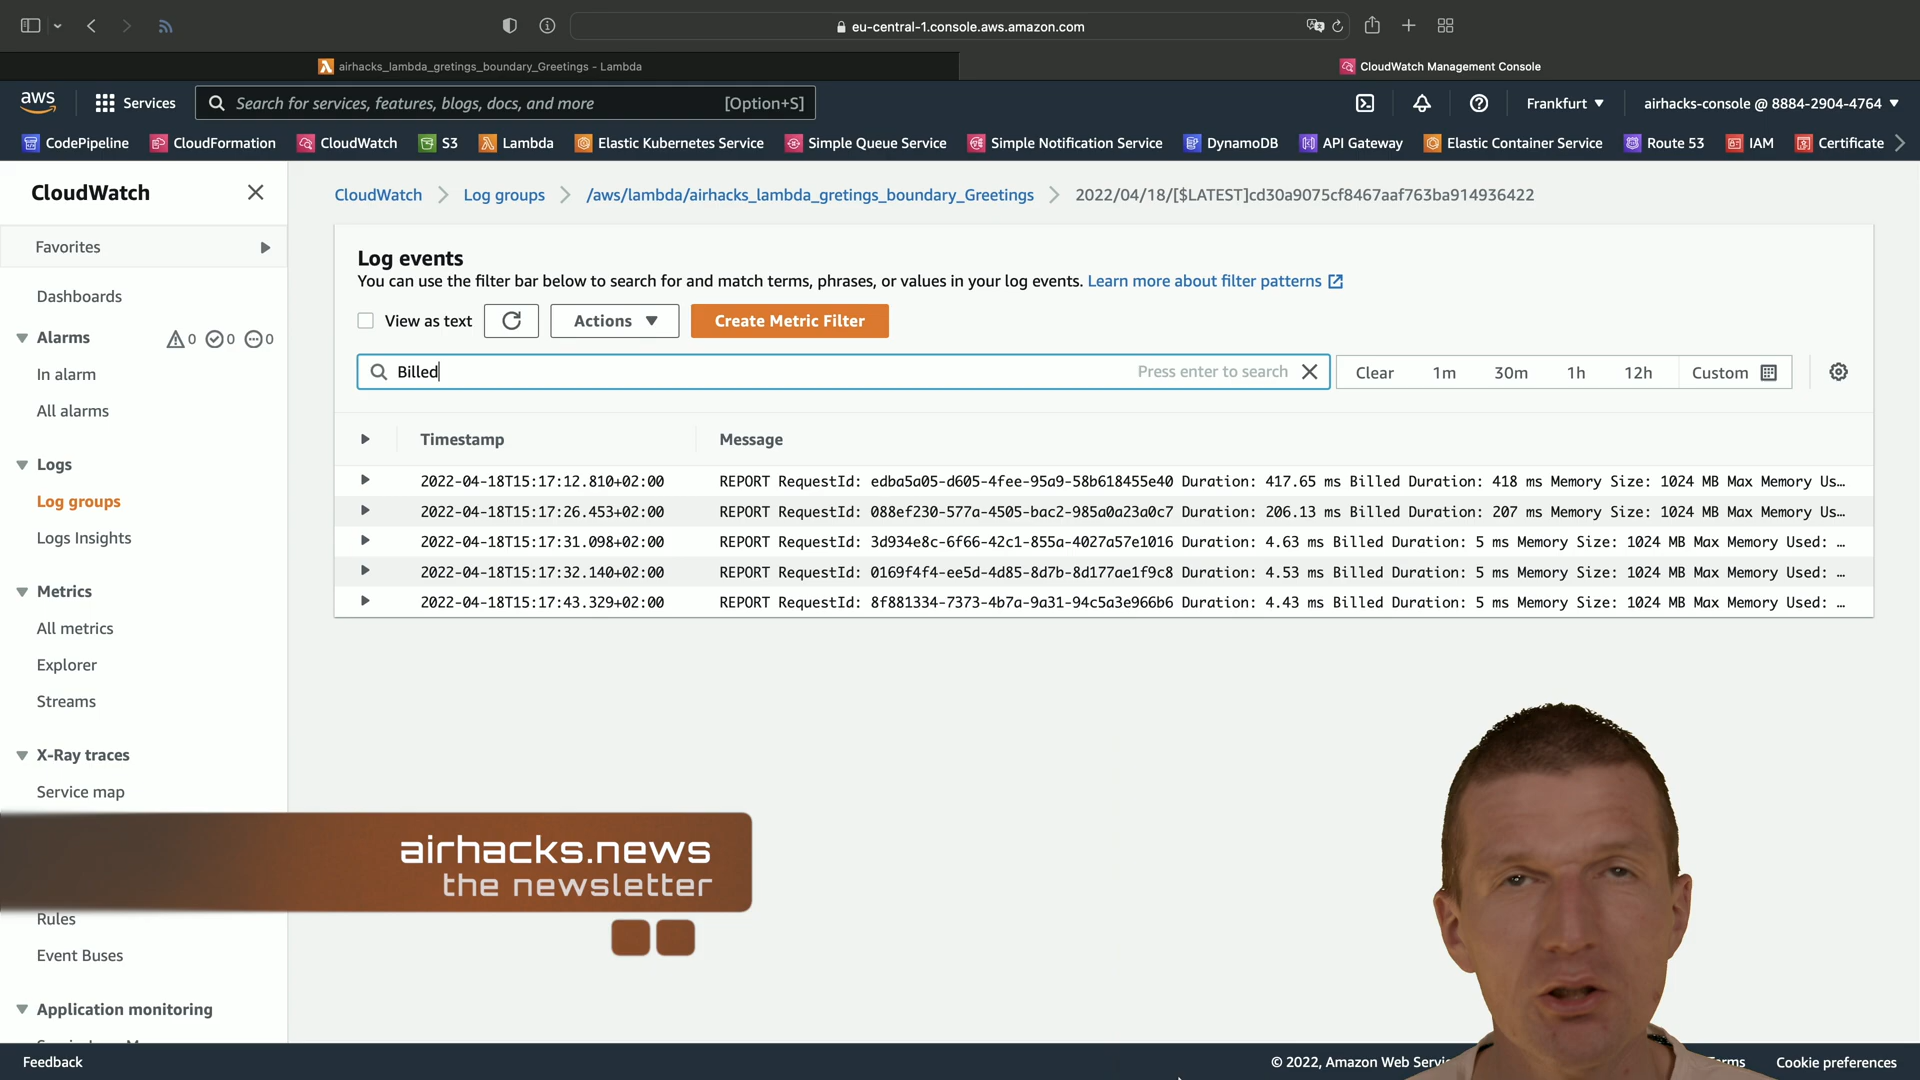 eu-central-1.console.aws.amazon.com
airhacks_lambda_gretings_boundary_Greetings - Lambda
CloudWatch Management Console
aws
Services
Search for services, features, blogs, docs, and more
[Option+S]
Frankfurt
airhacks-console @ 8884-2904-4764
CodePipeline
CloudFormation
CloudWatch
S3
Lambda
Elastic Kubernetes Service
Simple Queue Service
Simple Notification Service
DynamoDB
API Gateway
Elastic Container Service
Route 53
IAM
Certificate
CloudWatch
Favorites
Dashboards
Alarms
0
0
0
In alarm
All alarms
Logs
Log groups
Logs Insights
Metrics
All metrics
Explorer
Streams
X-Ray traces
Service map
Rules
Event Buses
Application monitoring
CloudWatch
Log groups
/aws/lambda/airhacks_lambda_gretings_boundary_Greetings
2022/04/18/[$LATEST]cd30a9075cf8467aaf763ba914936422
Log events
You can use the filter bar below to search for and match terms, phrases, or values in your log events. Learn more about filter patterns
View as text
Actions
Create Metric Filter
Billed
Press enter to search
Clear
1m
30m
1h
12h
Custom
Timestamp
Message
2022-04-18T15:17:12.810+02:00 REPORT RequestId: edba5a05-d605-4fee-95a9-58b618455e40 Duration: 417.65 ms Billed Duration: 418 ms Memory Size: 1024 MB Max Memory Us…
2022-04-18T15:17:26.453+02:00 REPORT RequestId: 088ef230-577a-4505-bac2-985a0a23a0c7 Duration: 206.13 ms Billed Duration: 207 ms Memory Size: 1024 MB Max Memory Us…
2022-04-18T15:17:31.098+02:00 REPORT RequestId: 3d934e8c-6f66-42c1-855a-4027a57e1016 Duration: 4.63 ms Billed Duration: 5 ms Memory Size: 1024 MB Max Memory Used: …
2022-04-18T15:17:32.140+02:00 REPORT RequestId: 0169f4f4-ee5d-4d85-8d7b-8d177ae1f9c8 Duration: 4.53 ms Billed Duration: 5 ms Memory Size: 1024 MB Max Memory Used: …
2022-04-18T15:17:43.329+02:00 REPORT RequestId: 8f881334-7373-4b7a-9a31-94c5a3e966b6 Duration: 4.43 ms Billed Duration: 5 ms Memory Size: 1024 MB Max Memory Used: …
airhacks.news
the newsletter
Feedback
© 2022, Amazon Web
Cookie preferences